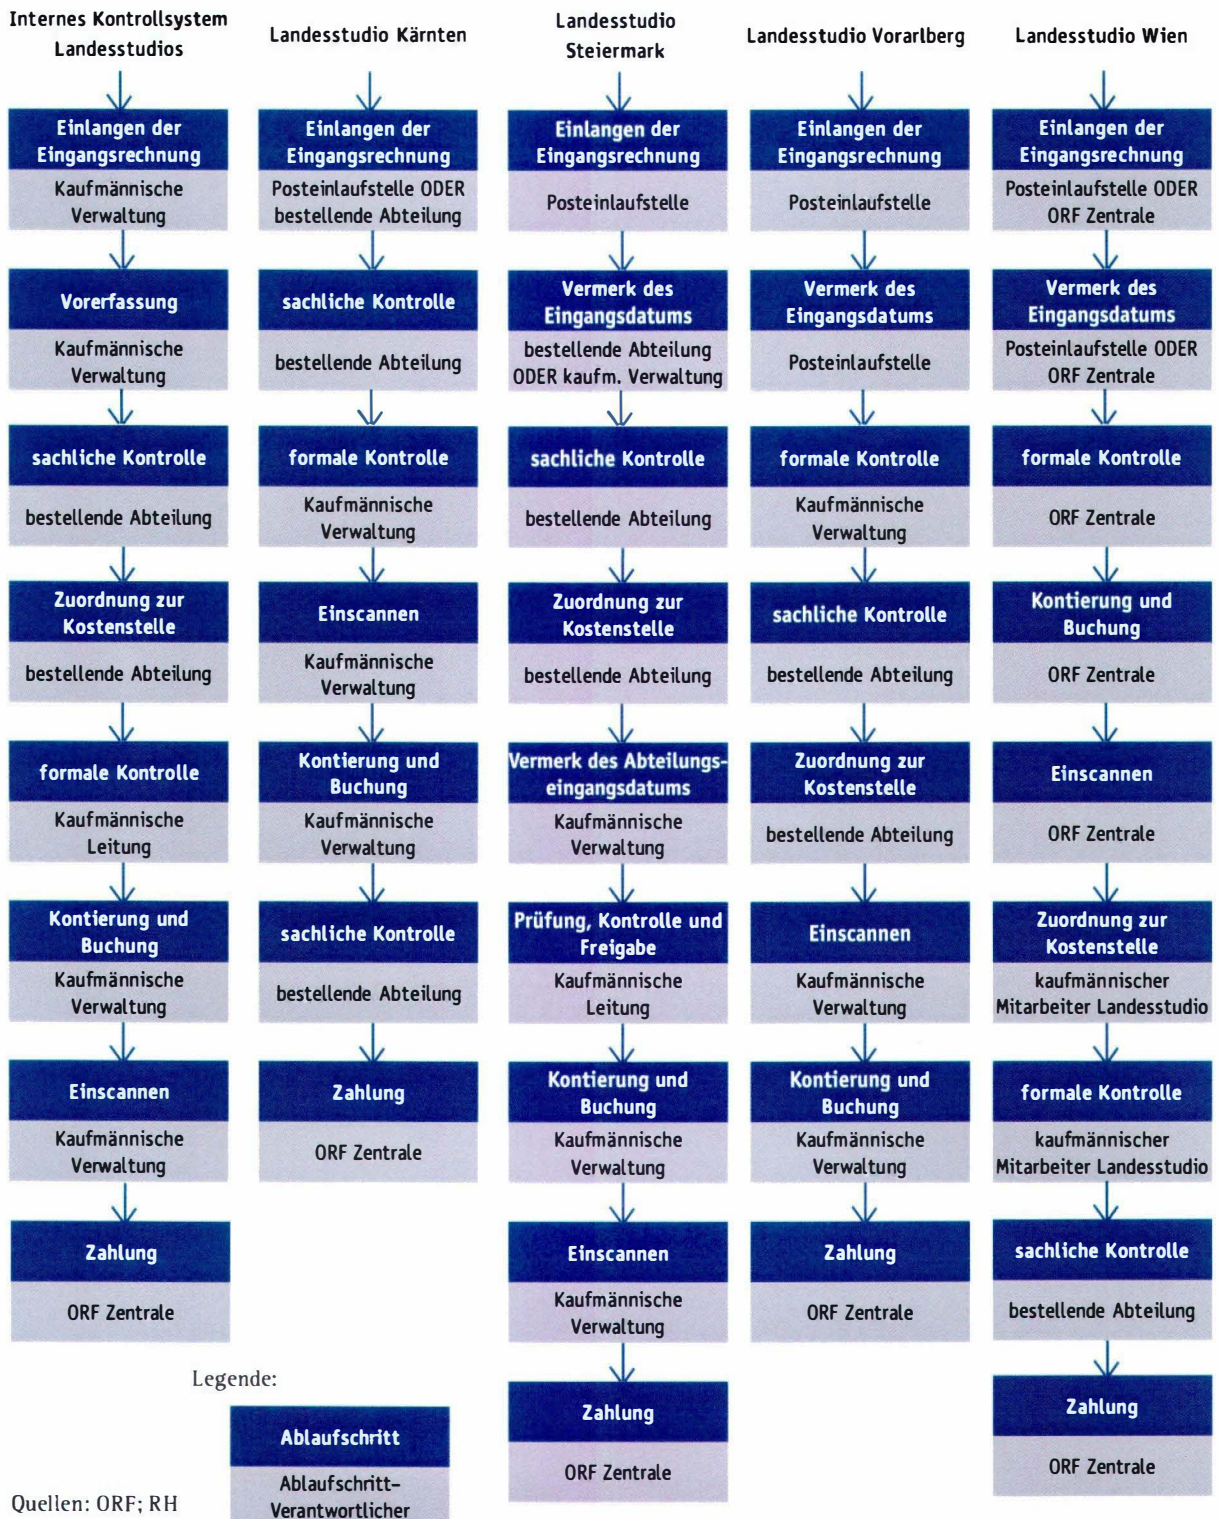 Internes Kontrollsystem
Landesstudios
Einlangen der
Eingangsrechnung
Kaufmännische
Verwaltung
Vorerfassung
Kaufmännische
Verwaltung
sachliche Kontrolle
bestellende Abteilung
Zuordnung zur
Kostenstelle
bestellende Abteilung
formale Kontrolle
Kaufmännische
Leitung
Kontierung und
Buchung
Kaufmännische
Verwaltung
Einscannen
Kaufmännische
Verwaltung
Zahlung
ORF Zentrale
Landesstudio Kärnten
Einlangen der
Eingangsrechnung
Posteinlaufstelle ODER
bestellende Abteilung
sachliche Kontrolle
bestellende Abteilung
formale Kontrolle
Kaufmännische
Verwaltung
Einscannen
Kaufmännische
Verwaltung
Kontierung und
Buchung
Kaufmännische
Verwaltung
sachliche Kontrolle
bestellende Abteilung
Zahlung
ORF Zentrale
Landesstudio
Steiermark
Einlangen der
Eingangsrechnung
Posteinlaufstelle
Vermerk des
Eingangsdatums
bestellende Abteilung
ODER kaufm. Verwaltung
sachliche Kontrolle
bestellende Abteilung
Zuordnung zur
Kostenstelle
bestellende Abteilung
Vermerk des Abteilungs-
eingangsdatums
Kaufmännische
Verwaltung
Prüfung, Kontrolle und
Freigabe
Kaufmännische
Leitung
Kontierung und
Buchung
Kaufmännische
Verwaltung
Einscannen
Kaufmännische
Verwaltung
Zahlung
ORF Zentrale
Landesstudio Vorarlberg
Einlangen der
Eingangsrechnung
Posteinlaufstelle
Vermerk des
Eingangsdatums
Posteinlaufstelle
formale Kontrolle
Kaufmännische
Verwaltung
sachliche Kontrolle
bestellende Abteilung
Zuordnung zur
Kostenstelle
bestellende Abteilung
Einscannen
Kaufmännische
Verwaltung
Kontierung und
Buchung
Kaufmännische
Verwaltung
Zahlung
ORF Zentrale
Landesstudio Wien
Einlangen der
Eingangsrechnung
Posteinlaufstelle ODER
ORF Zentrale
Vermerk des
Eingangsdatums
Posteinlaufstelle ODER
ORF Zentrale
formale Kontrolle
ORF Zentrale
Kontierung und
Buchung
ORF Zentrale
Einscannen
ORF Zentrale
Zuordnung zur
Kostenstelle
kaufmännischer
Mitarbeiter Landesstudio
formale Kontrolle
kaufmännischer
Mitarbeiter Landesstudio
sachliche Kontrolle
bestellende Abteilung
Zahlung
ORF Zentrale
Legende:
Ablaufschritt
Ablaufschritt-
Verantwortlicher
Quellen: ORF; RH